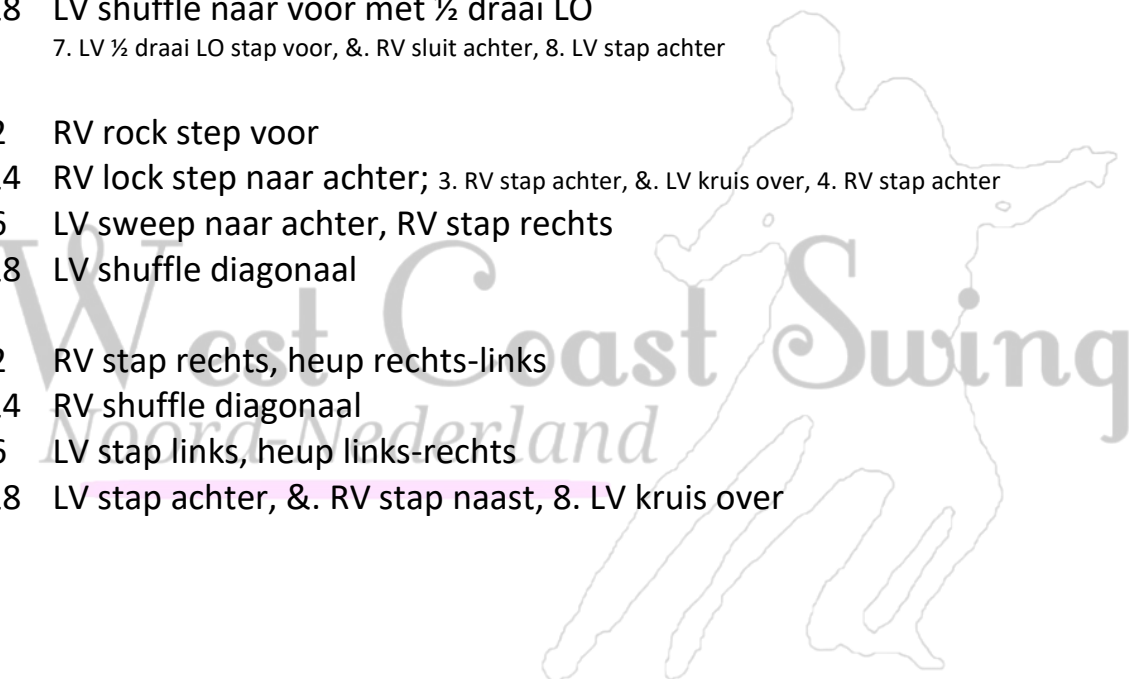 8 LV shuffle naar voor met ½ draai LO
7. LV ½ draai LO stap voor, &. RV sluit achter, 8. LV stap achter
2 RV rock step voor
4 RV lock step naar achter; 3. RV stap achter, &. LV kruis over, 4. RV stap achter
6 LV sweep naar achter, RV stap rechts
8 LV shuffle diagonaal
2 RV stap rechts, heup rechts-links
4 RV shuffle diagonaal
6 LV stap links, heup links-rechts
8 LV stap achter, &. RV stap naast, 8. LV kruis over
West Coast Swing
Noord-Nederland